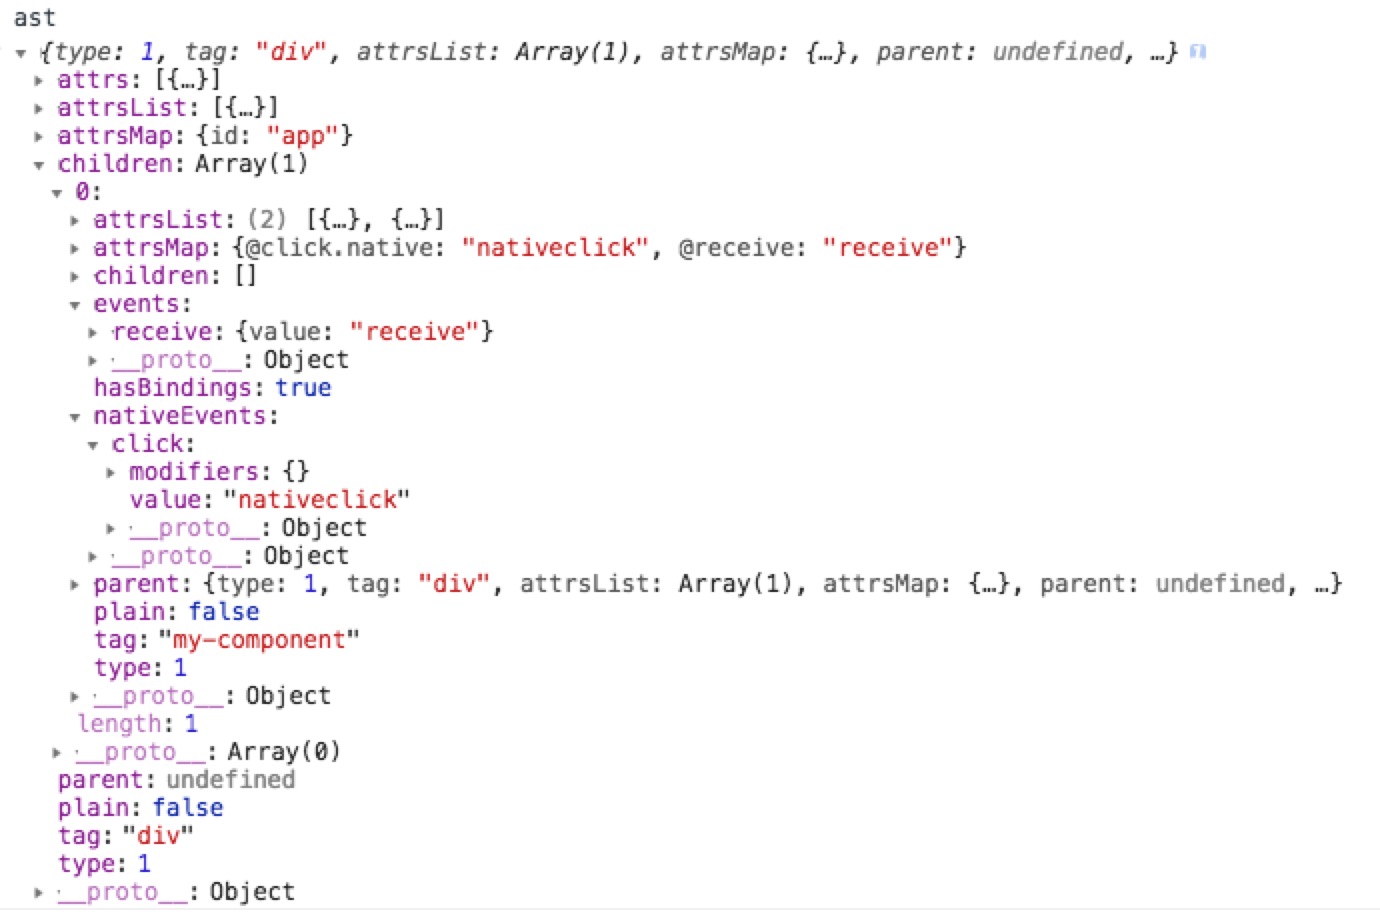 ast
{type: 1, tag: "div", attrsList: Array(1), attrsMap: {…}, parent: undefined, …}
attrs: [{…}]
attrsList: [{…}]
attrsMap: {id: "app"}
children: Array(1)
0:
attrsList: (2) [{…}, {…}]
attrsMap: {@click.native: "nativeclick", @receive: "receive"}
children: []
events:
receive: {value: "receive"}
__proto__: Object
hasBindings: true
nativeEvents:
click:
modifiers: {}
value: "nativeclick"
__proto__: Object
__proto__: Object
parent: {type: 1, tag: "div", attrsList: Array(1), attrsMap: {…}, parent: undefined, …}
plain: false
tag: "my-component"
type: 1
__proto__: Object
length: 1
__proto__: Array(0)
parent: undefined
plain: false
tag: "div"
type: 1
__proto__: Object